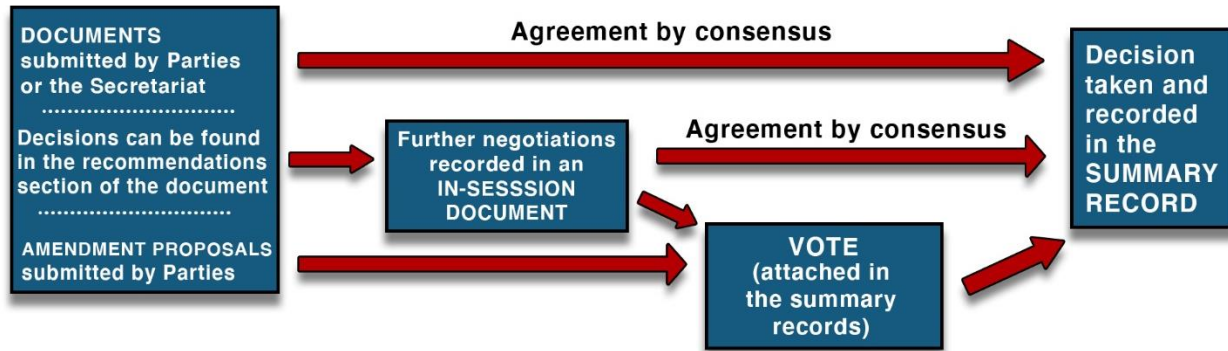 DOCUMENTS
submitted by Parties
or the Secretariat
..............................
Decisions can be found
in the recommendations
section of the document
..............................
AMENDMENT PROPOSALS
submitted by Parties
Agreement by consensus
Further negotiations
recorded in an
IN-SESSSION
DOCUMENT
Agreement by consensus
VOTE
(attached in
the summary
records)
Decision
taken and
recorded
in the
SUMMARY
RECORD